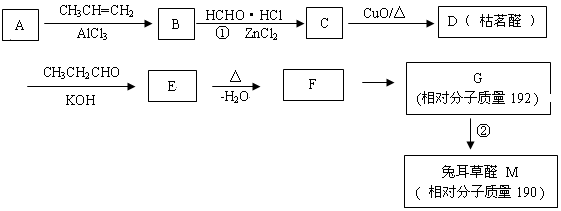 A CH₃CH=CH₂ AlCl₃ B HCHO·HCl ① ZnCl₂ C CuO/△ D（枯茗醛）
CH₃CH₂CHO KOH E △ -H₂O F G (相对分子质量 192)
②
兔耳草醛 M
( 相对分子质量 190)